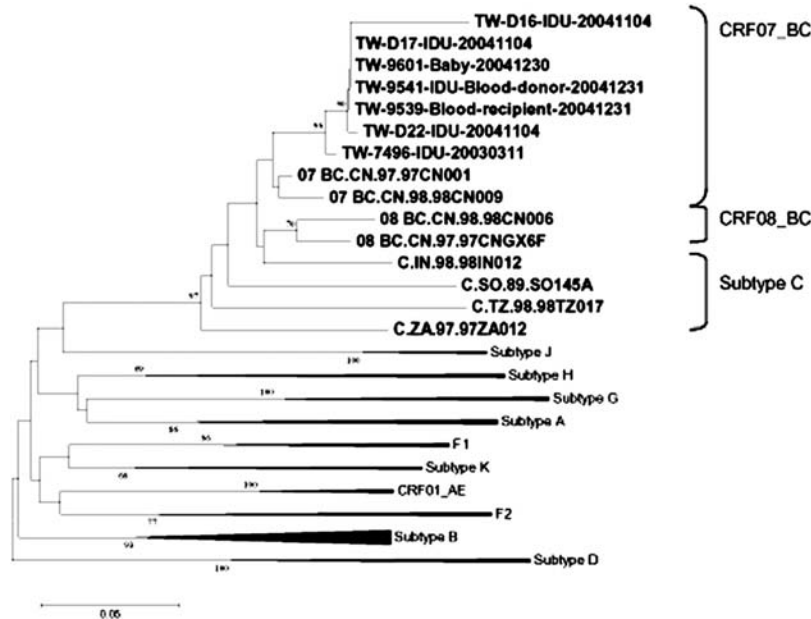 TW-D16-IDU-20041104
CRF07_BC
TW-D17-IDU-20041104
TW-9601-Baby-20041230
TW-9541-IDU-Blood-donor-20041231
TW-9539-Blood-recipient-20041231
TW-D22-IDU-20041104
TW-7496-IDU-20030311
07 BC.CN.97.97CN001
07 BC.CN.98.98CN009
08 BC.CN.98.98CN006
CRF08_BC
08 BC.CN.97.97CNGX6F
C.IN.98.98IN012
C.SO.89.SO145A
Subtype C
C.TZ.98.98TZ017
C.ZA.97.97ZA012
Subtype J
100
Subtype H
Subtype G
100
Subtype A
F1
Subtype K
CRF01_AE
100
F2
Subtype B
Subtype D
100
0.05